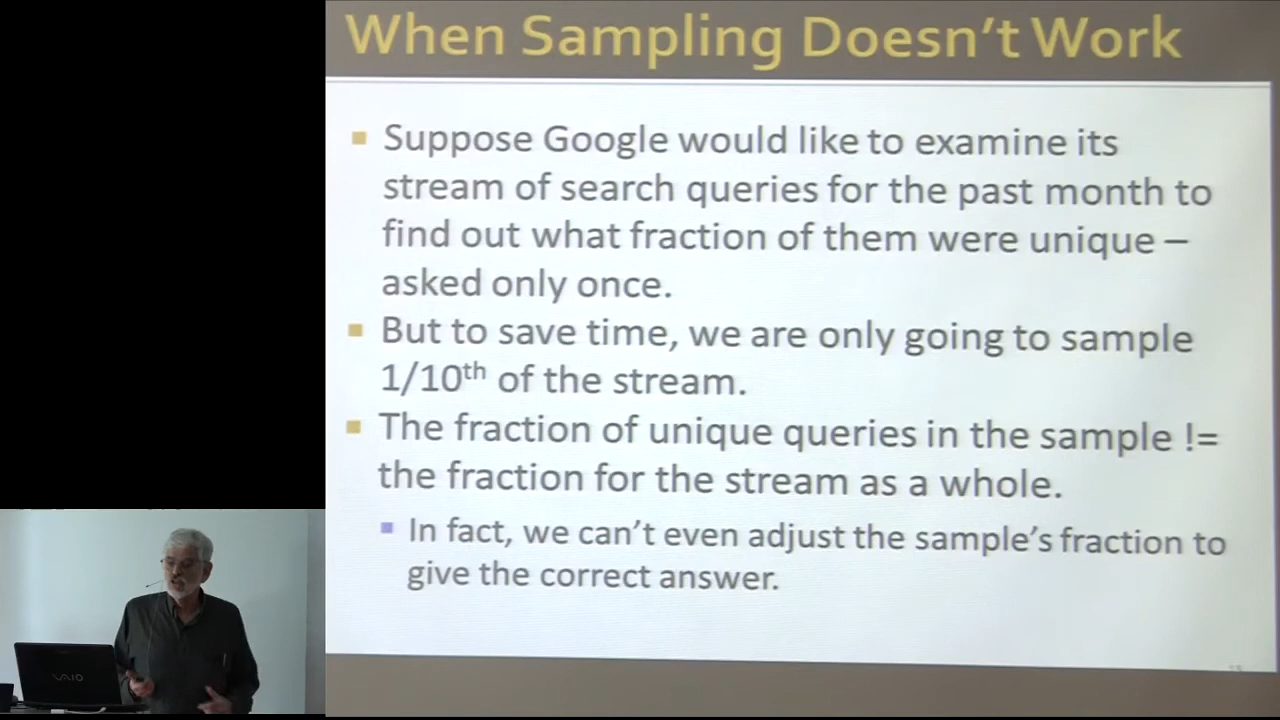 When Sampling Doesn't Work
Suppose Google would like to examine its
stream of search queries for the past month to
find out what fraction of them were unique –
asked only once.
But to save time, we are only going to sample
1/10th of the stream.
The fraction of unique queries in the sample !=
the fraction for the stream as a whole.
In fact, we can't even adjust the sample's fraction to
give the correct answer.
VAIO